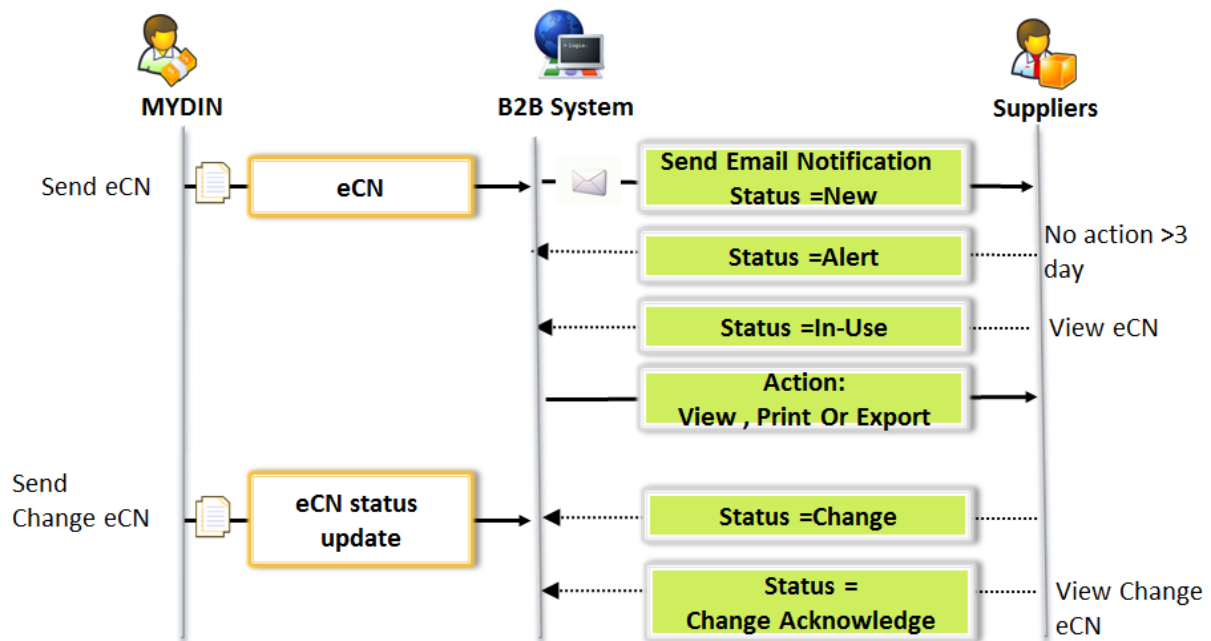 > login:
MYDIN
B2B System
Suppliers
Send eCN
eCN
Send Email Notification
Status =New
Status =Alert
No action >3
day
Status =In-Use
View eCN
Action:
View , Print Or Export
Send
Change eCN
eCN status
update
Status =Change
Status =
Change Acknowledge
View Change
eCN